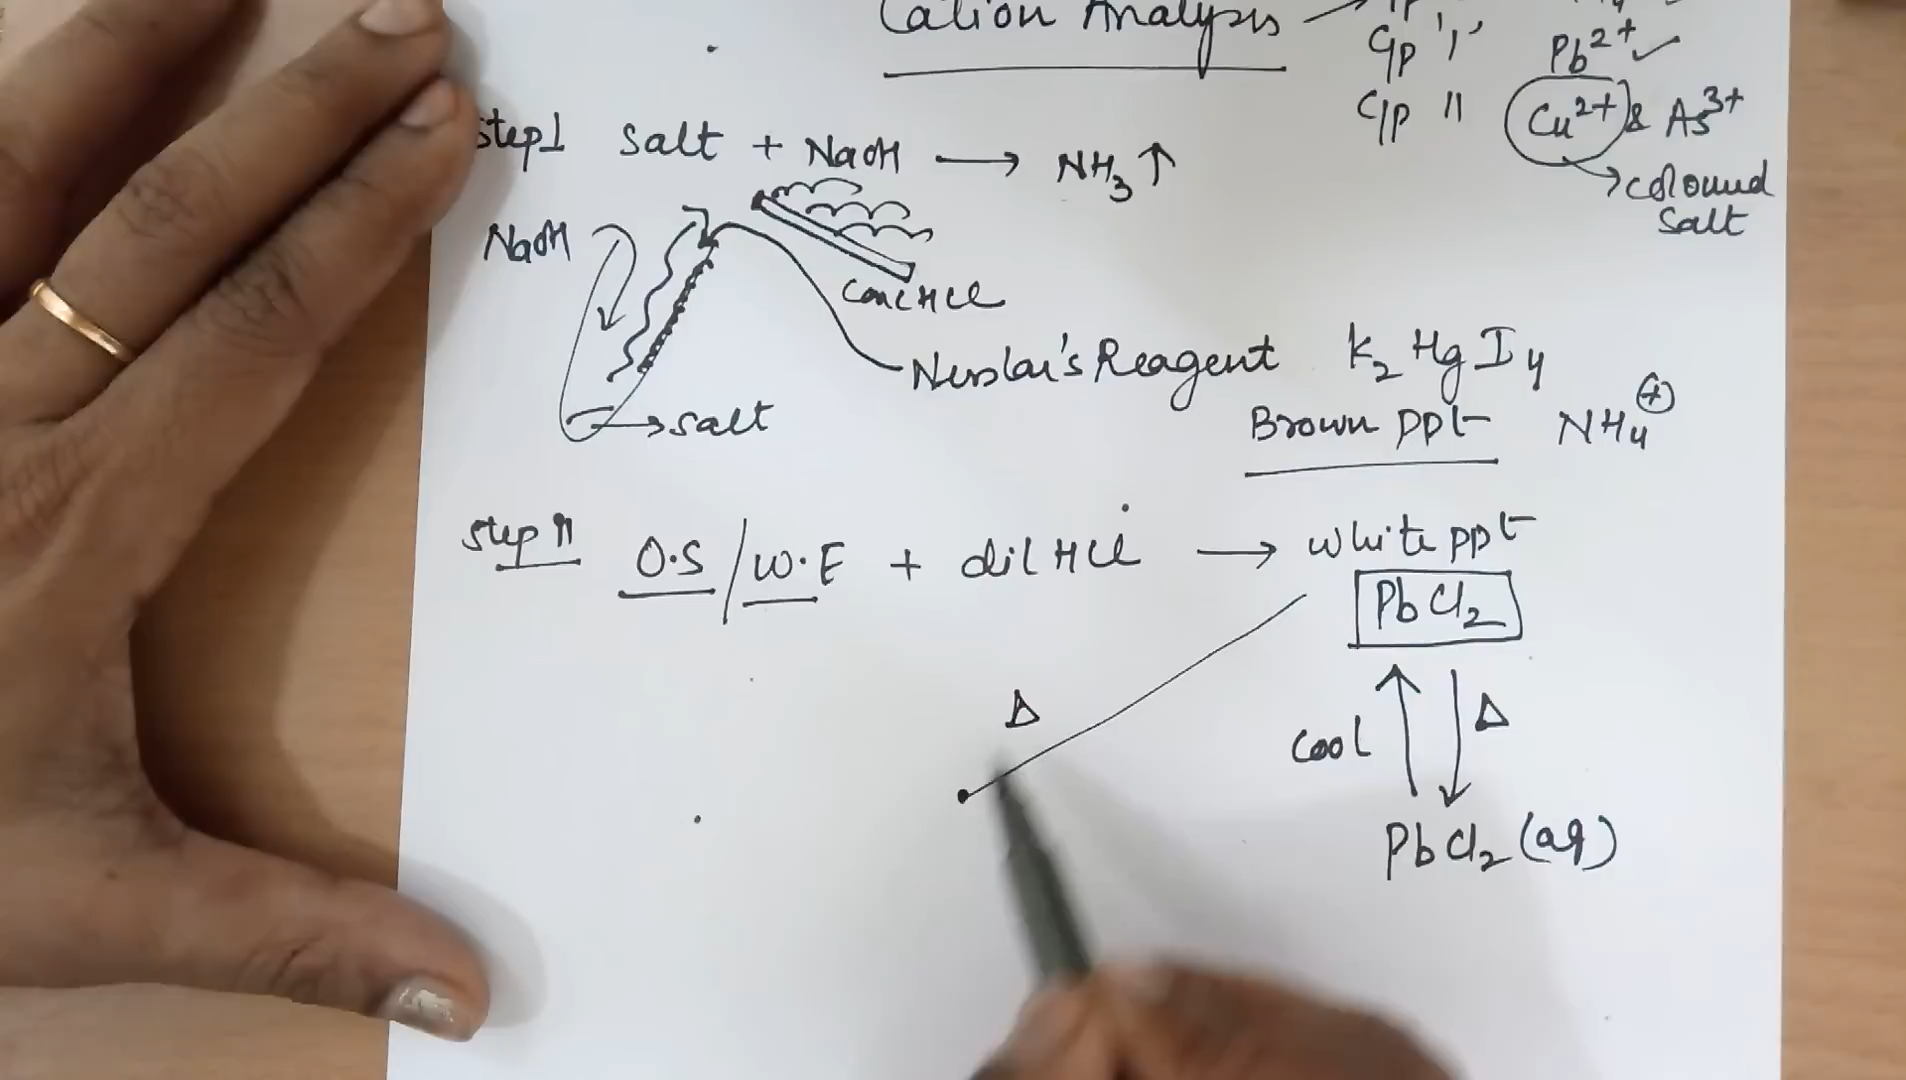 Cation Analysis →
Gp 'I' Pb²⁺ ✓
Gp II Cu²⁺ & As³⁺
→ coloured
salt
Step I Salt + NaOH → NH₃ ↑
NaOH
Conc HCl
→ salt
Nesslar's Reagent K₂HgI₄
Brown ppt NH₄⊕
Step II O.S / W.E + dil HCl → White ppt
PbCl₂
Δ
Cool Δ
PbCl₂ (aq)